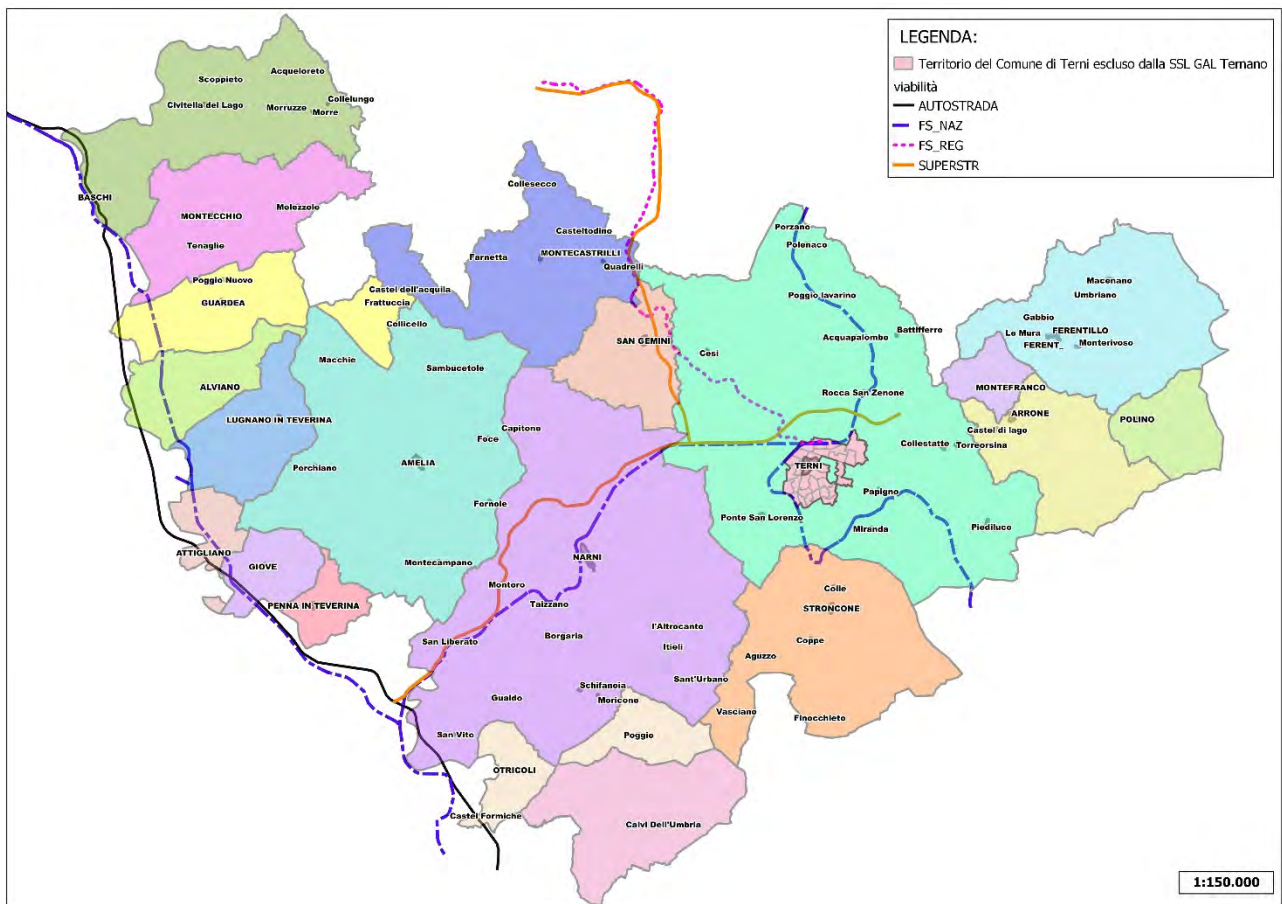 LEGENDA:
Territorio del Comune di Terni escluso dalla SSL GAL Ternano
viabilità
AUTOSTRADA
FS_NAZ
FS_REG
SUPERSTR
Acqueloreto
Scoppieto
Collelungo
Civitella del Lago
Morruzze
Morre
BASCHI
MONTECCHIO
Melezzole
Tenaglie
Poggio Nuovo
GUARDEA
ALVIANO
LUGNANO IN TEVERINA
ATTIGLIANO
GIOVE
PENNA IN TEVERINA
Collesecco
Casteltodino
Farnetta
MONTECASTRILLI
Quadrelli
Castel dell'acquila
Frattuccia
Collicello
Macchie
Sambucetole
SAN GEMINI
Capitone
Foce
Porchiano
AMELIA
Fornole
Montecampano
NARNI
Montoro
Taizzano
San Liberato
Borgaria
l'Altrocanto
Itieli
Sant'Urbano
Schifanoia
Moricone
Gualdo
San Vito
Poggio
OTRICOLI
Castel Formiche
Calvi Dell'Umbria
Porzano
Polenaco
Poggio lavarino
Battifferro
Acquapalombo
Cesi
Rocca San Zenone
Collestatte
Torreorsina
TERNI
Papigno
Ponte San Lorenzo
Miranda
Piediluco
Colle
STRONCONE
Coppe
Aguzzo
Vasciano
Finocchieto
Macenano
Umbriano
Gabbio
Le Mura
FERENTILLO
FERENT_
Monterivoso
MONTEFRANCO
ARRONE
Castel di lago
POLINO
1:150.000